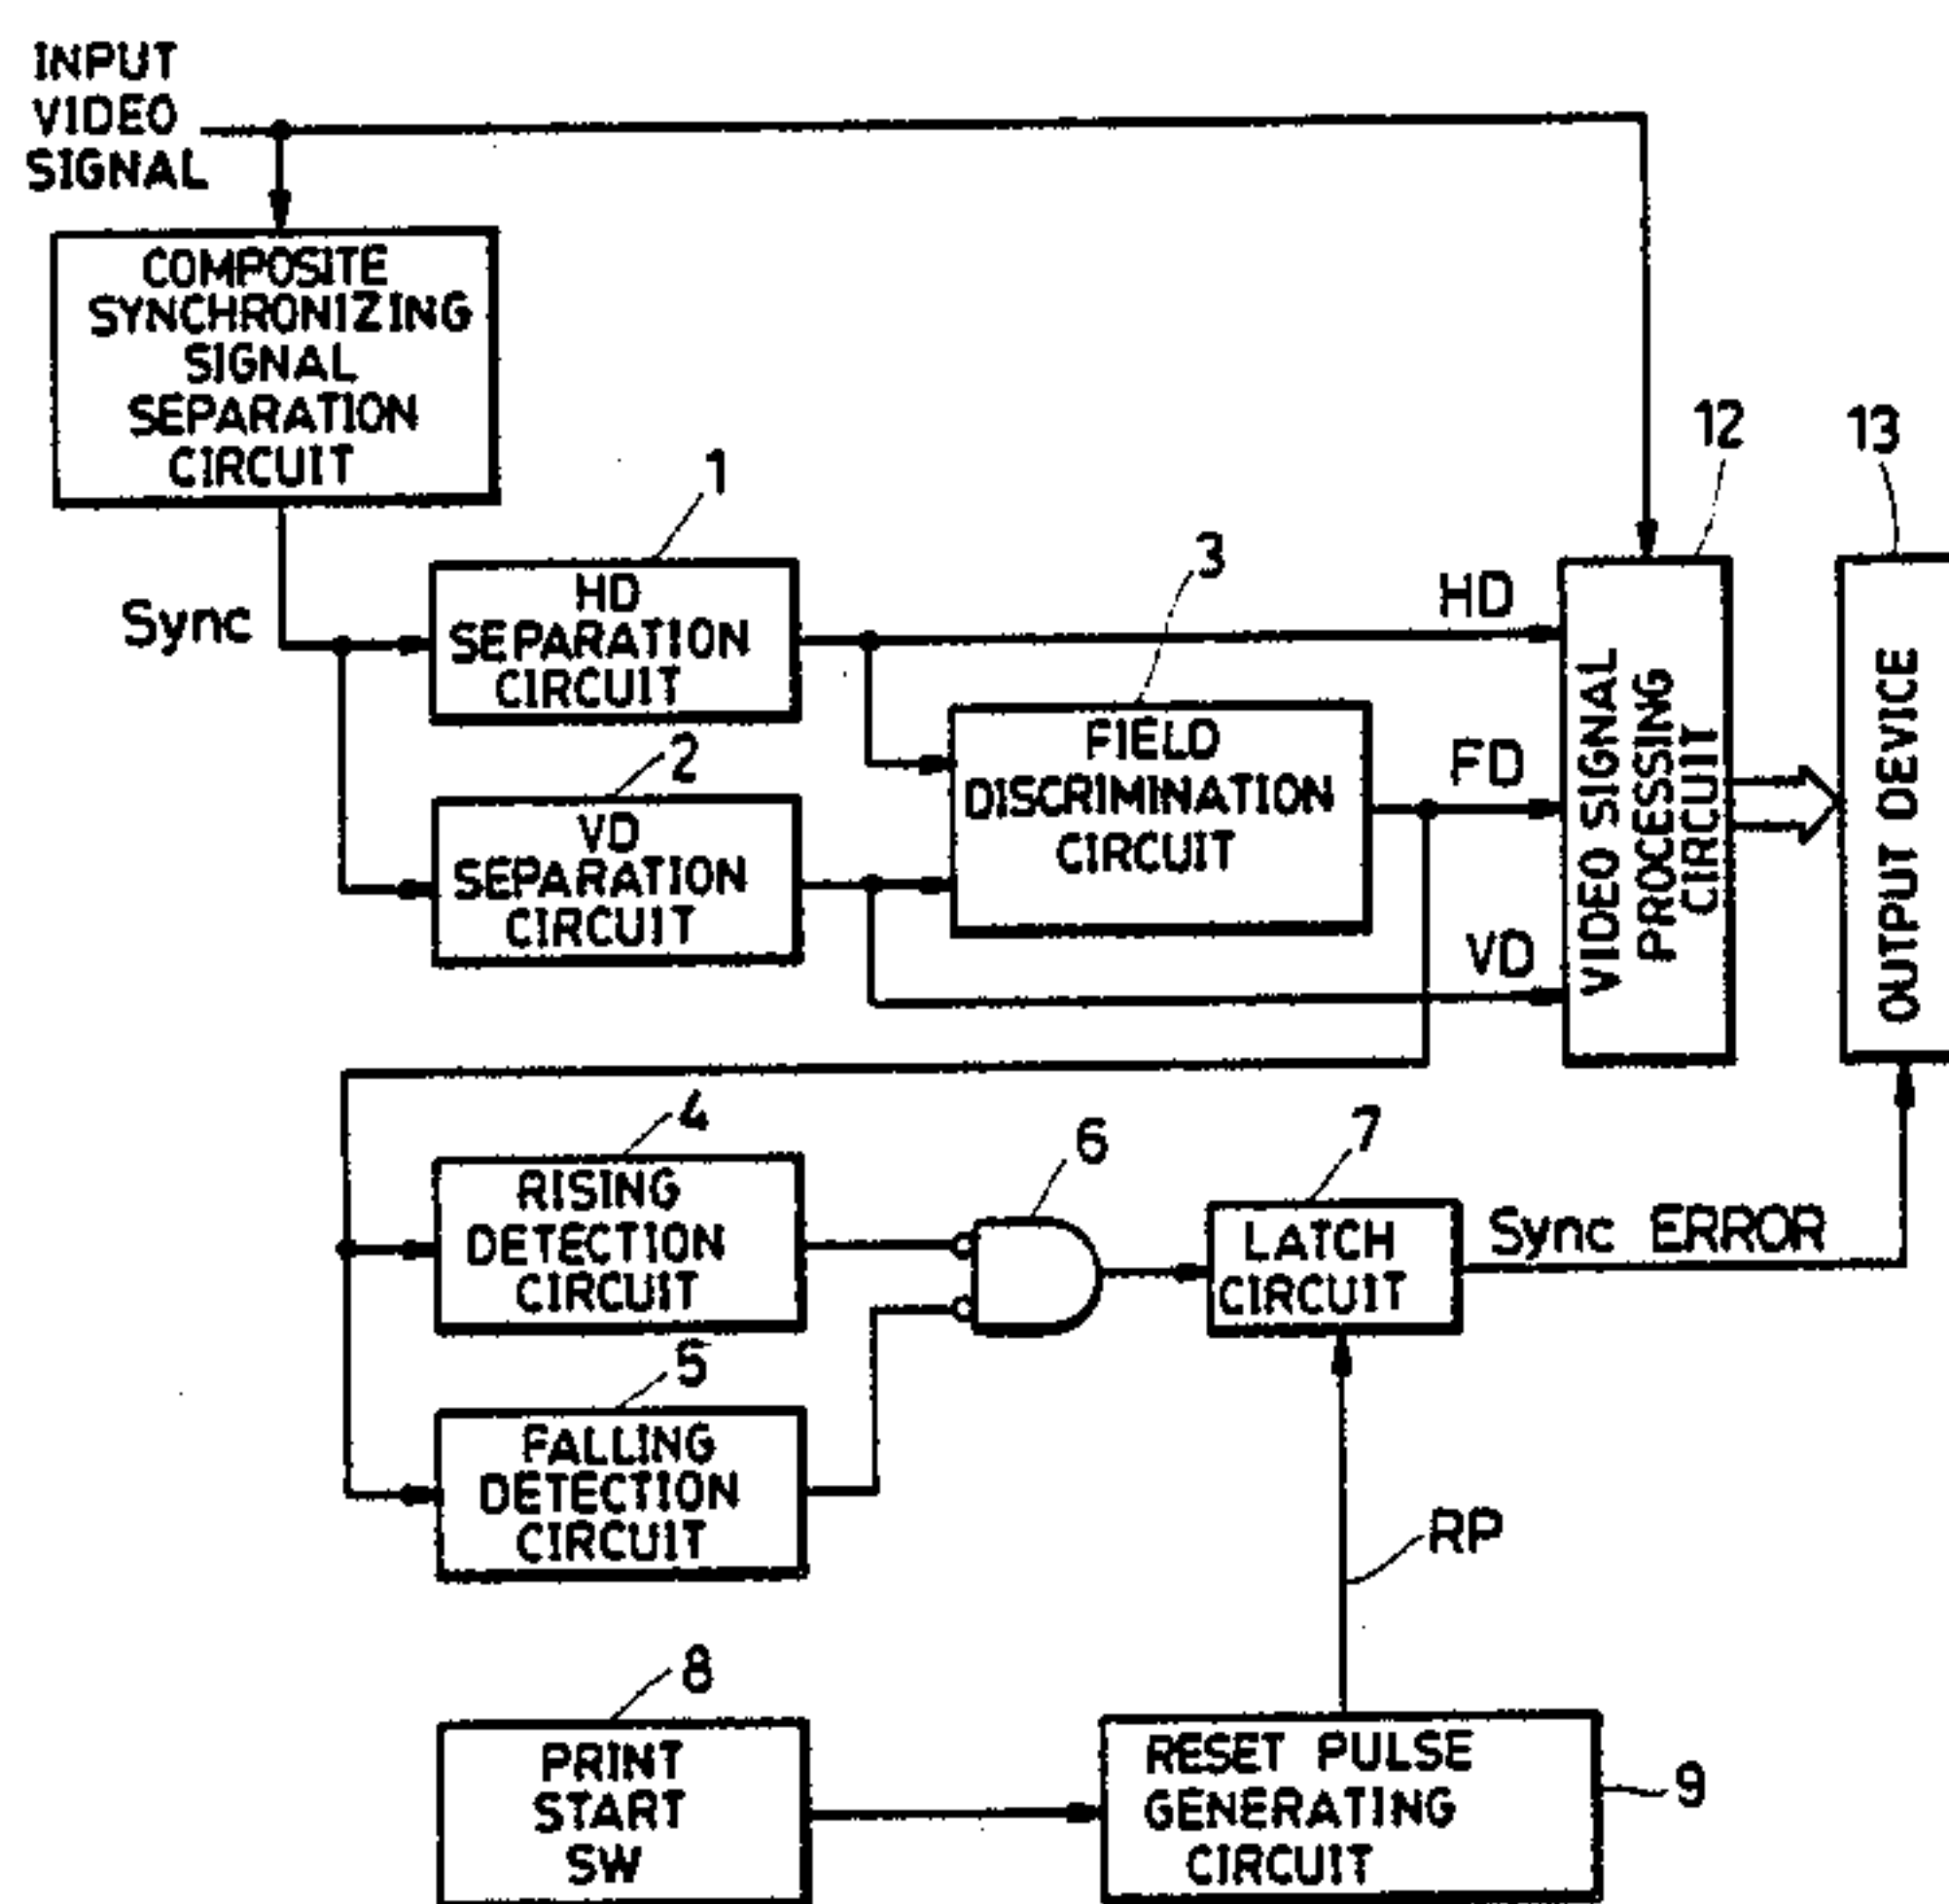 INPUT
VIDEO
SIGNAL
COMPOSITE
SYNCHRONIZING
SIGNAL
SEPARATION
CIRCUIT
Sync
1
HD
SEPARATION
CIRCUIT
2
VD
SEPARATION
CIRCUIT
3
FIELD
DISCRIMINATION
CIRCUIT
HD
FD
VD
12
VIDEO SIGNAL
PROCESSING
CIRCUIT
13
OUTPUT DEVICE
4
RISING
DETECTION
CIRCUIT
5
FALLING
DETECTION
CIRCUIT
6
7
LATCH
CIRCUIT
Sync ERROR
RP
8
PRINT
START
SW
RESET PULSE
GENERATING
CIRCUIT
9